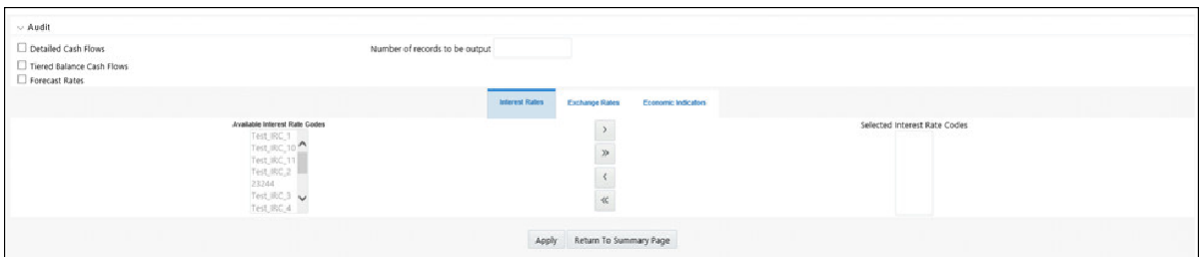 Audit
Detailed Cash Flows
Number of records to be output
Tiered Balance Cash Flows
Forecast Rates
Interest Rates
Exchange Rates
Economic Indicators
Available Interest Rate Codes
Selected Interest Rate Codes
Test_IRC_1
Test_IRC_10
Test_IRC_11
Test_IRC_2
23244
Test_IRC_3
Test_IRC_4
Apply
Return To Summary Page